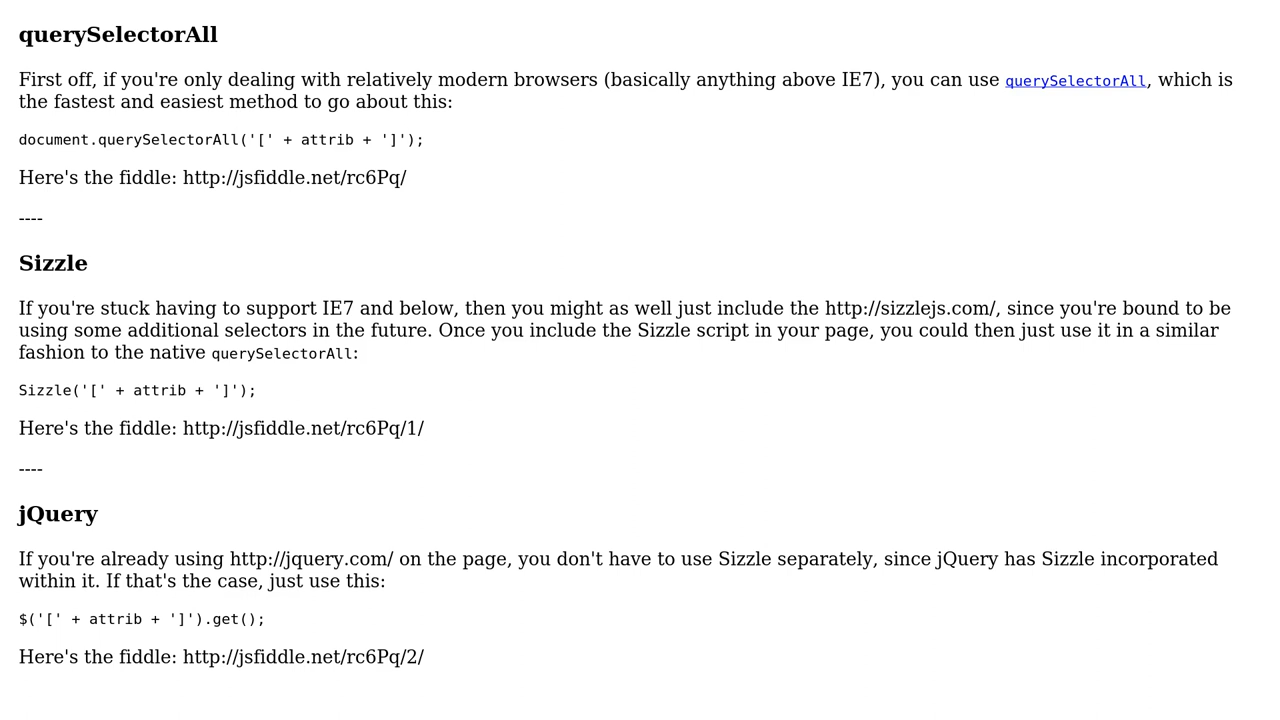 querySelectorAll
First off, if you're only dealing with relatively modern browsers (basically anything above IE7), you can use querySelectorAll, which is
the fastest and easiest method to go about this:
document.querySelectorAll('[' + attrib + ']');
Here's the fiddle: http://jsfiddle.net/rc6Pq/
----
Sizzle
If you're stuck having to support IE7 and below, then you might as well just include the http://sizzlejs.com/, since you're bound to be
using some additional selectors in the future. Once you include the Sizzle script in your page, you could then just use it in a similar
fashion to the native querySelectorAll:
Sizzle('[' + attrib + ']');
Here's the fiddle: http://jsfiddle.net/rc6Pq/1/
----
jQuery
If you're already using http://jquery.com/ on the page, you don't have to use Sizzle separately, since jQuery has Sizzle incorporated
within it. If that's the case, just use this:
$('[' + attrib + ']').get();
Here's the fiddle: http://jsfiddle.net/rc6Pq/2/